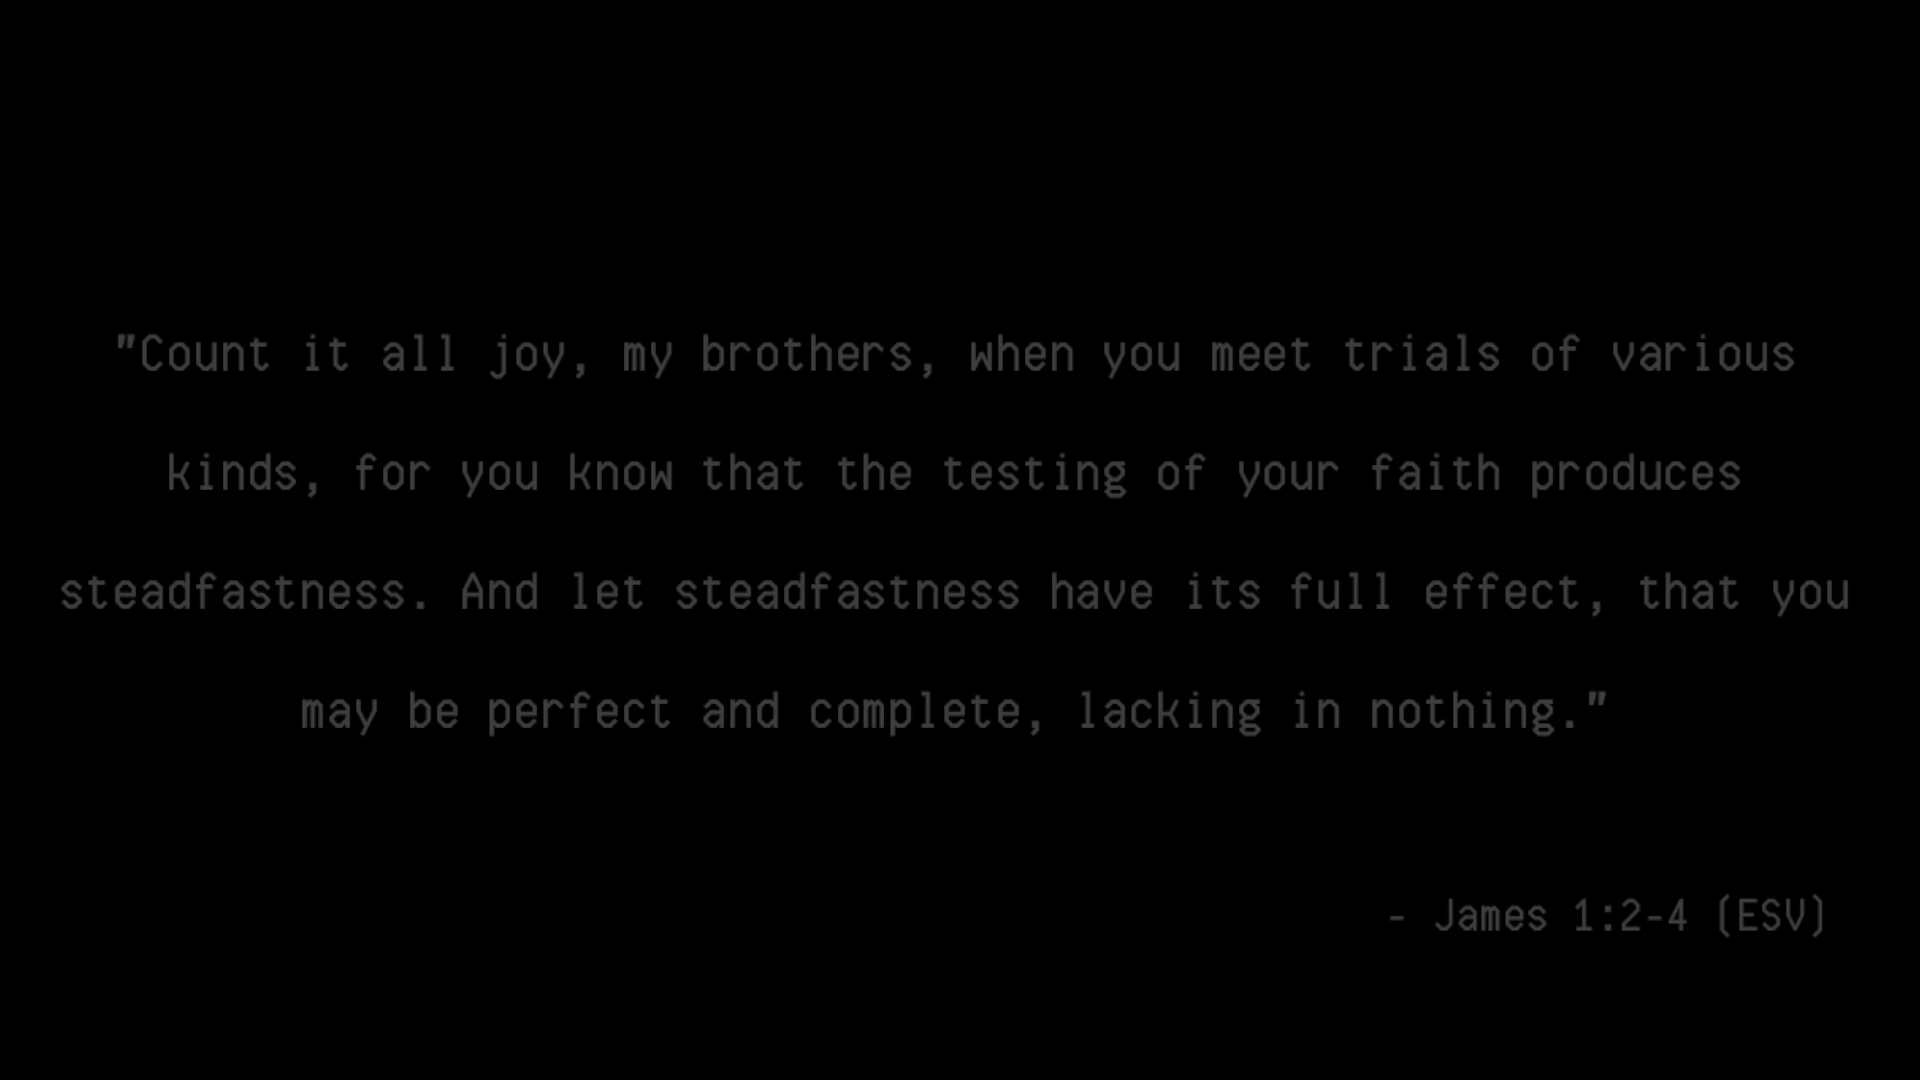 "Count it all joy, my brothers, when you meet trials of various
kinds, for you know that the testing of your faith produces
steadfastness. And let steadfastness have its full effect, that you
may be perfect and complete, lacking in nothing."
- James 1:2-4 (ESV)